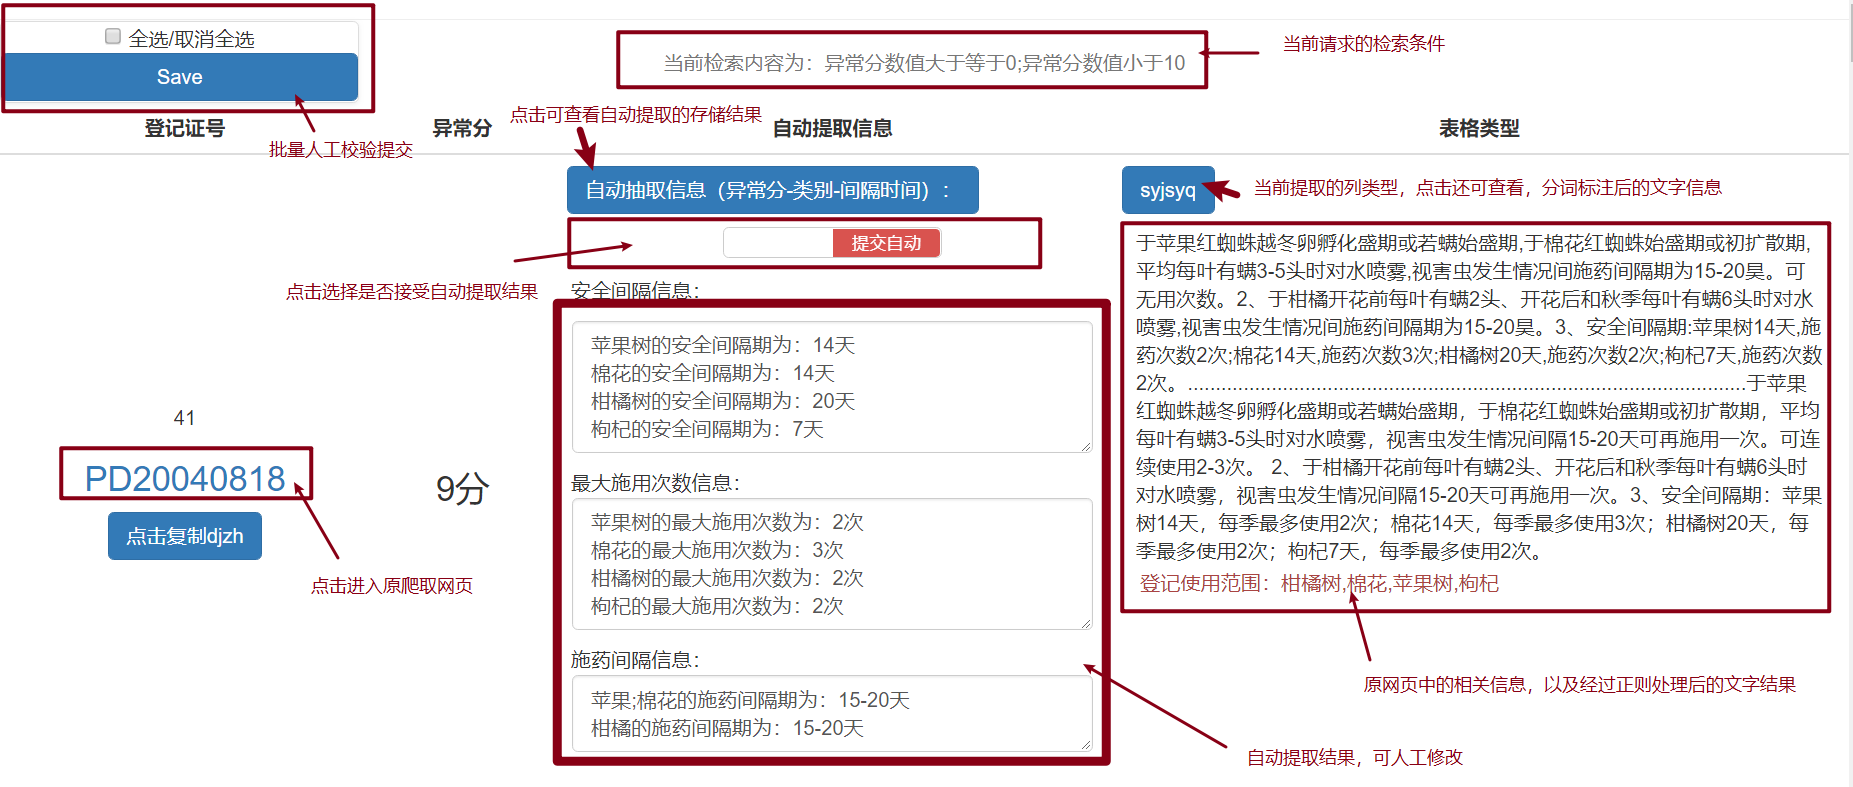 全选/取消全选
Save
当前检索内容为：异常分数值大于等于0;异常分数值小于10
当前请求的检索条件
点击可查看自动提取的存储结果
登记证号
异常分
自动提取信息
表格类型
批量人工校验提交
自动抽取信息（异常分-类别-间隔时间）：
syjsyq
当前提取的列类型，点击还可查看，分词标注后的文字信息
提交自动
点击选择是否接受自动提取结果
安全间隔信息：
苹果树的安全间隔期为：14天
棉花的安全间隔期为：14天
柑橘树的安全间隔期为：20天
枸杞的安全间隔期为：7天
最大施用次数信息：
苹果树的最大施用次数为：2次
棉花的最大施用次数为：3次
柑橘树的最大施用次数为：2次
枸杞的最大施用次数为：2次
施药间隔信息：
苹果;棉花的施药间隔期为：15-20天
柑橘的施药间隔期为：15-20天
41
PD20040818
点击复制djzh
点击进入原爬取网页
9分
于苹果红蜘蛛越冬卵孵化盛期或若螨始盛期,于棉花红蜘蛛始盛期或初扩散期,
平均每叶有螨3-5头时对水喷雾,视害虫发生情况间施药间隔期为15-20昊。可
无用次数。2、于柑橘开花前每叶有螨2头、开花后和秋季每叶有螨6头时对水
喷雾,视害虫发生情况间施药间隔期为15-20昊。3、安全间隔期:苹果树14天,施
药次数2次;棉花14天,施药次数3次;柑橘树20天,施药次数2次;枸杞7天,施药次数
2次。....................................................................................................于苹果
红蜘蛛越冬卵孵化盛期或若螨始盛期，于棉花红蜘蛛始盛期或初扩散期，平均
每叶有螨3-5头时对水喷雾，视害虫发生情况间隔15-20天可再施用一次。可连
续使用2-3次。 2、于柑橘开花前每叶有螨2头、开花后和秋季每叶有螨6头时
对水喷雾，视害虫发生情况间隔15-20天可再施用一次。3、安全间隔期：苹果
树14天，每季最多使用2次；棉花14天，每季最多使用3次；柑橘树20天，每
季最多使用2次；枸杞7天，每季最多使用2次。
登记使用范围：柑橘树,棉花,苹果树,枸杞
原网页中的相关信息，以及经过正则处理后的文字结果
自动提取结果，可人工修改